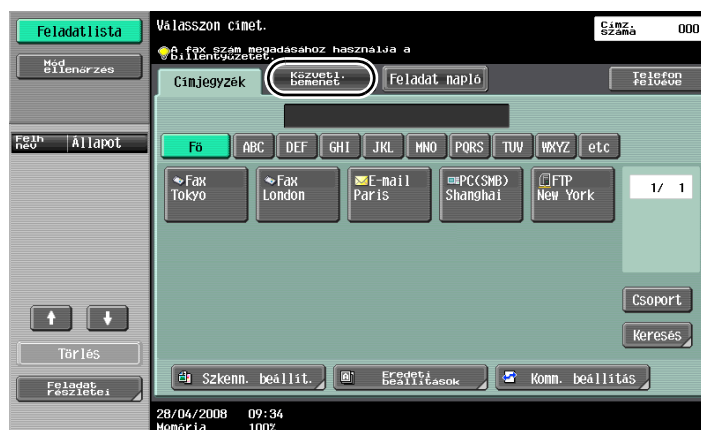 Feladatlista
Mód
ellenőrzés
Felh
név
Állapot
Törlés
Feladat
részletei
Válasszon címet.
A fax szám megadásához használja a
billentyűzetet.
Címz.
száma
000
Címjegyzék
Közvetl.
bemenet
Feladat napló
Telefon
felvéve
Fő
ABC
DEF
GHI
JKL
MNO
PQRS
TUV
WXYZ
etc
Fax
Tokyo
Fax
London
E-mail
Paris
PC(SMB)
Shanghai
FTP
New York
1/ 1
Csoport
Keresés
Szkenn. beállít.
Eredeti
beállítások
Komm. beállítás
28/04/2008 09:34
Memória 100%